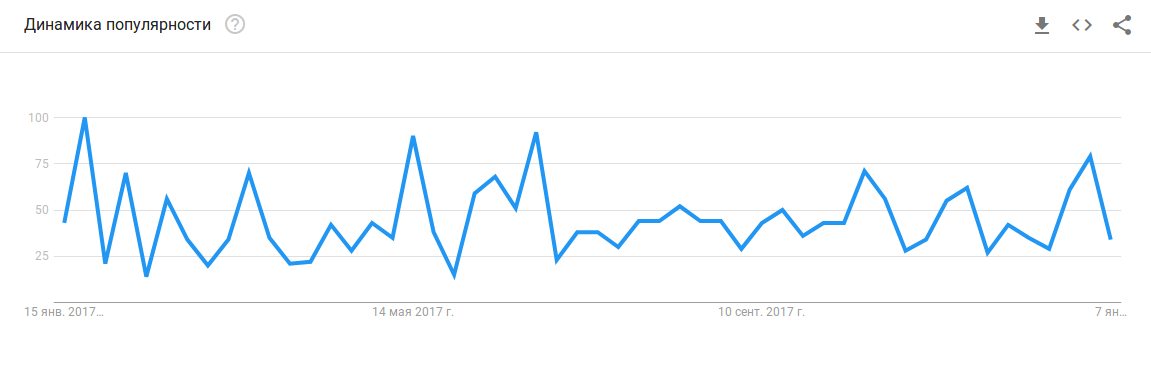 Динамика популярности ?
100
75
50
25
15 янв. 2017…
14 мая 2017 г.
10 сент. 2017 г.
7 ян…